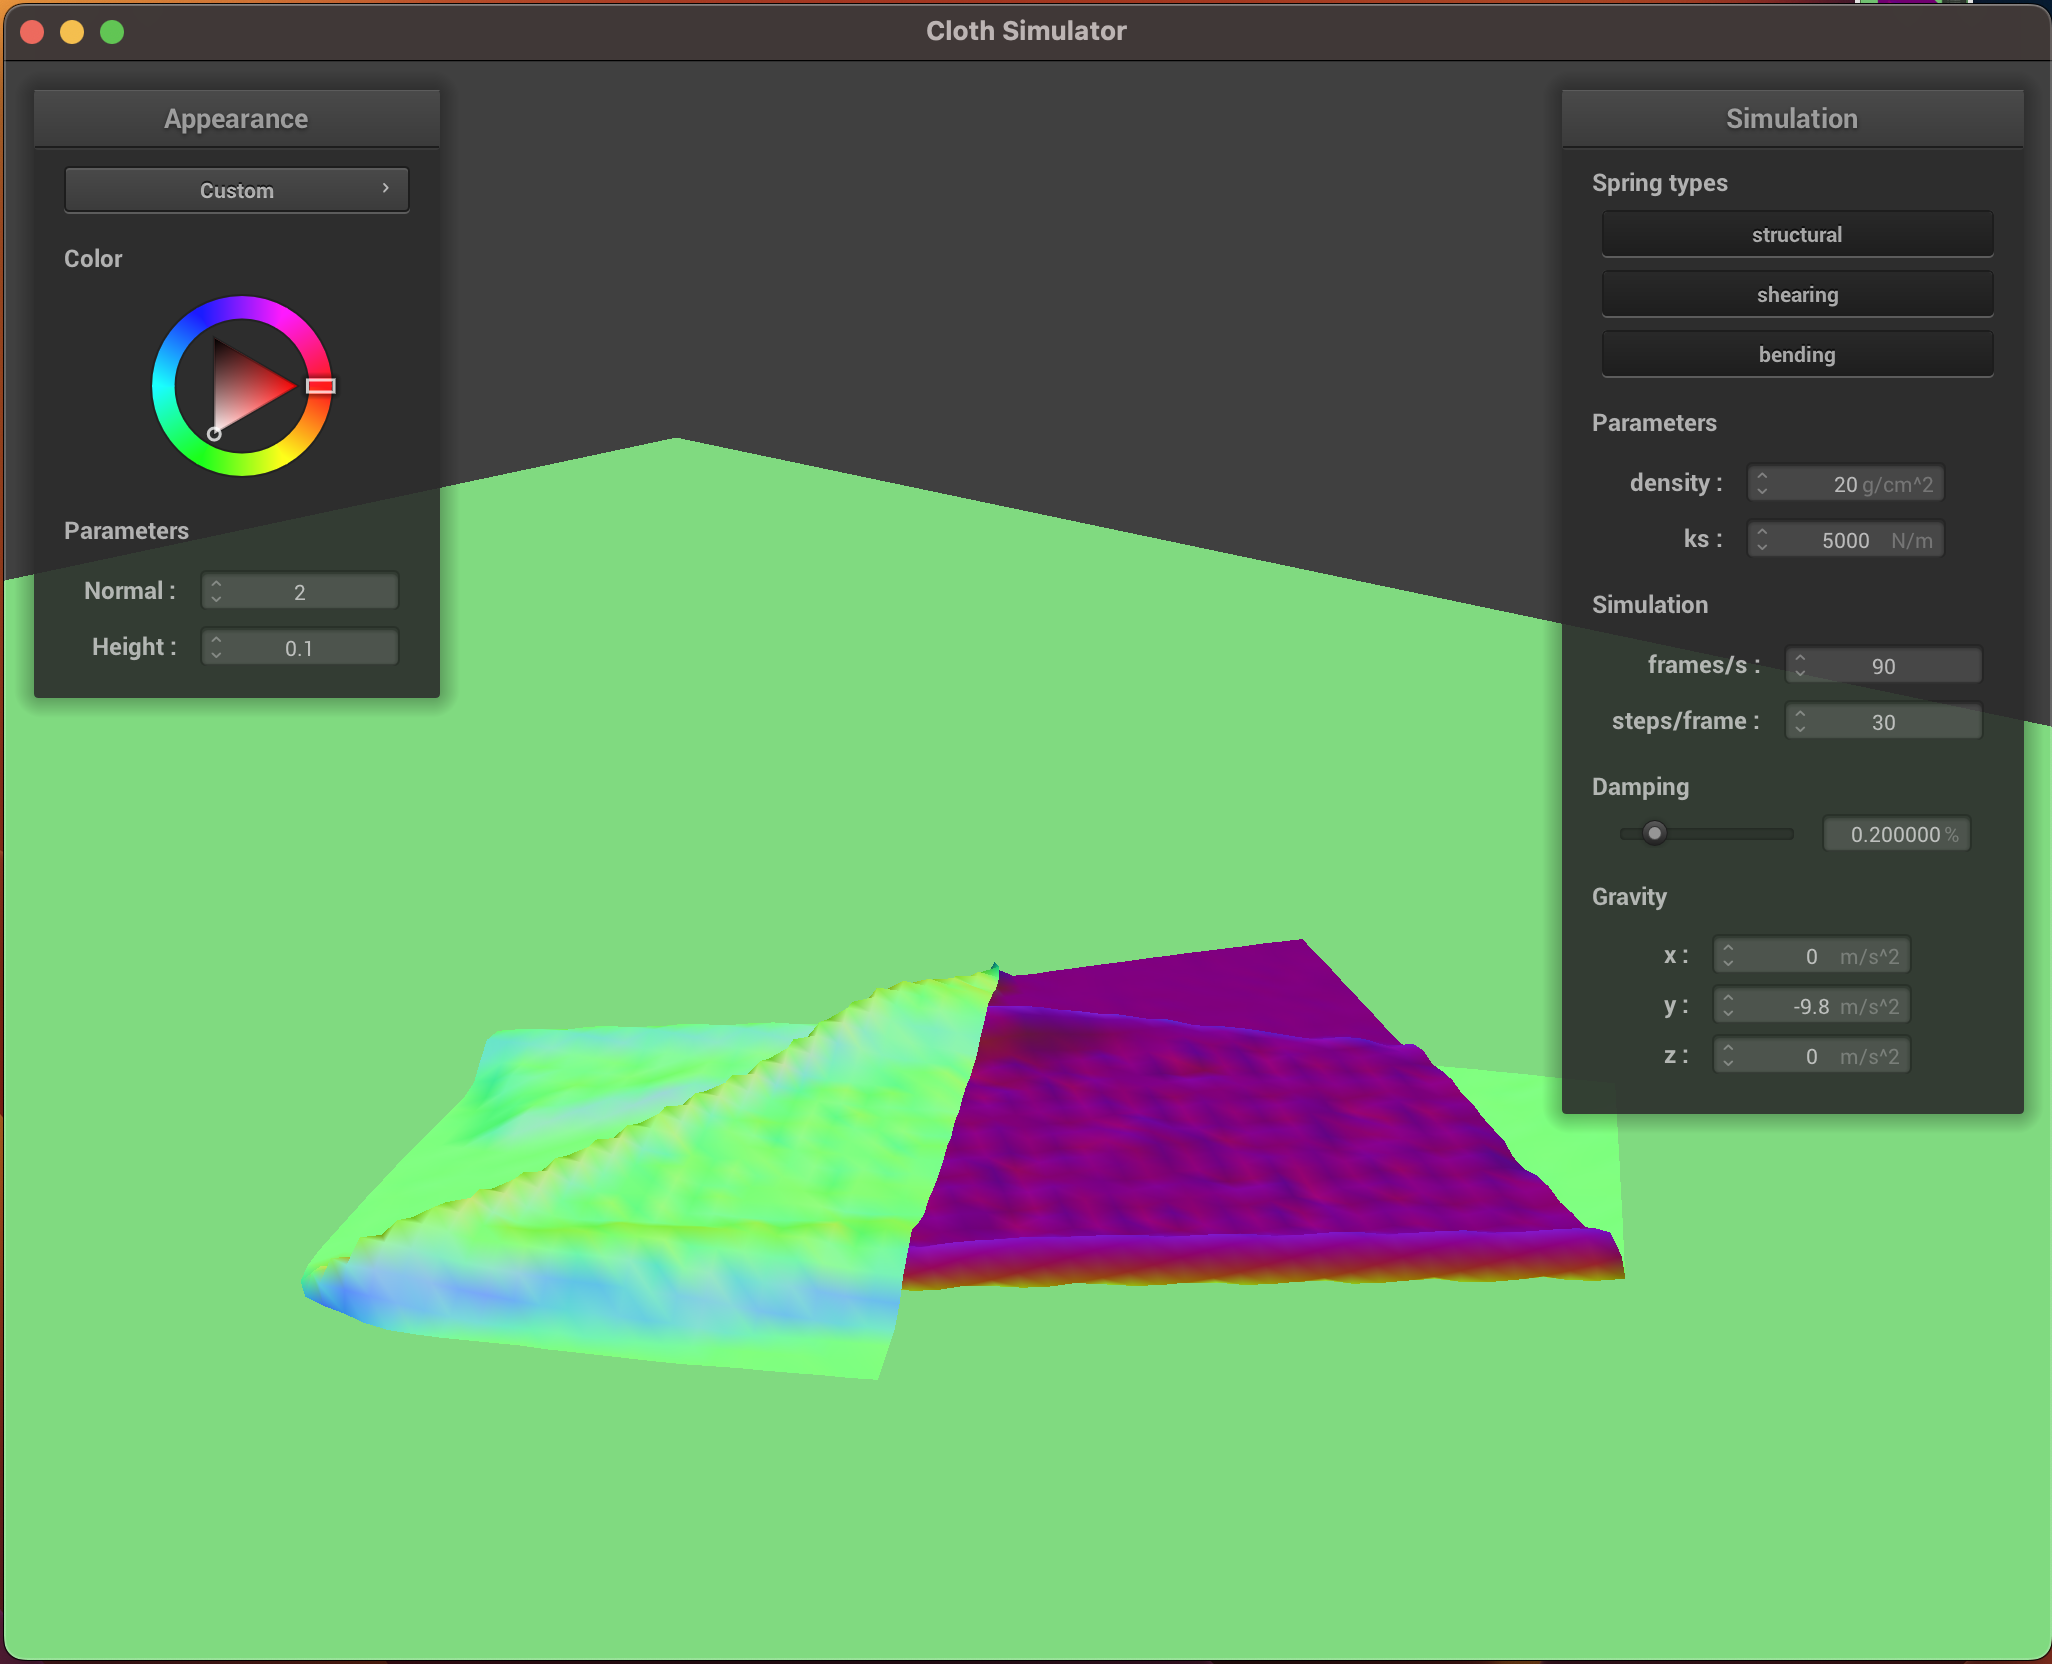 Cloth Simulator
Appearance
Custom
Color
Parameters
Normal : 2
Height : 0.1
Simulation
Spring types
structural
shearing
bending
Parameters
density : 20 g/cm^2
ks : 5000 N/m
Simulation
frames/s : 90
steps/frame : 30
Damping
0.200000 %
Gravity
x : 0 m/s^2
y : -9.8 m/s^2
z : 0 m/s^2